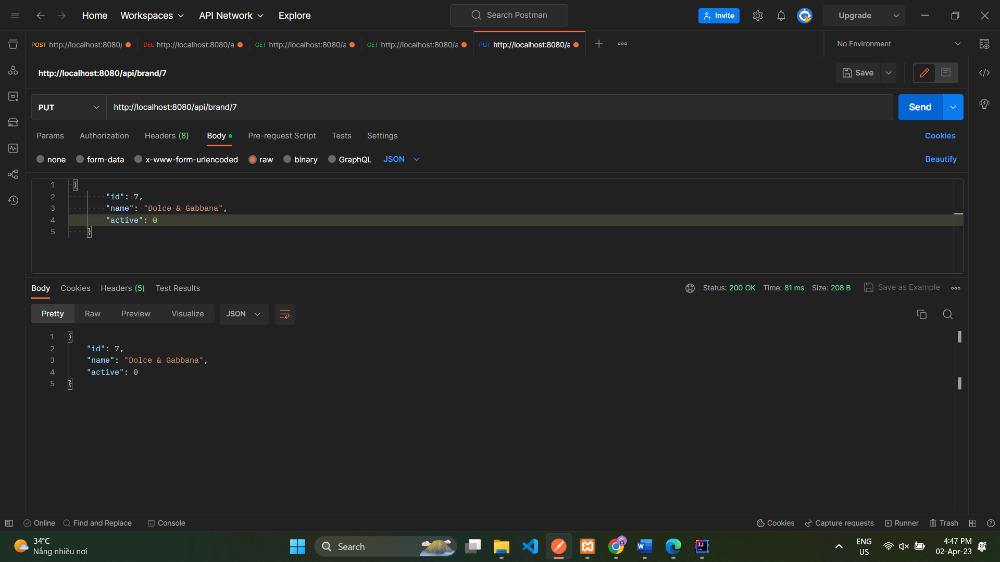 Home Workspaces API Network Explore Search Postman Invite Upgrade
POST http://localhost:8080/ DEL http://localhost:8080/a GET http://localhost:8080/a GET http://localhost:8080/a PUT http://localhost:8080/a No Environment
http://localhost:8080/api/brand/7 Save
PUT http://localhost:8080/api/brand/7 Send
Params Authorization Headers (8) Body Pre-request Script Tests Settings Cookies
none form-data x-www-form-urlencoded raw binary GraphQL JSON Beautify
1 {
2 "id": 7,
3 "name": "Dolce & Gabbana",
4 "active": 0
5 }
Body Cookies Headers (5) Test Results Status: 200 OK Time: 81 ms Size: 208 B Save as Example
Pretty Raw Preview Visualize JSON
1 {
2 "id": 7,
3 "name": "Dolce & Gabbana",
4 "active": 0
5 }
Online Find and Replace Console Cookies Capture requests Runner Trash
34°C
Nắng nhiều nơi
Search
ENG
US
4:47 PM
02-Apr-23